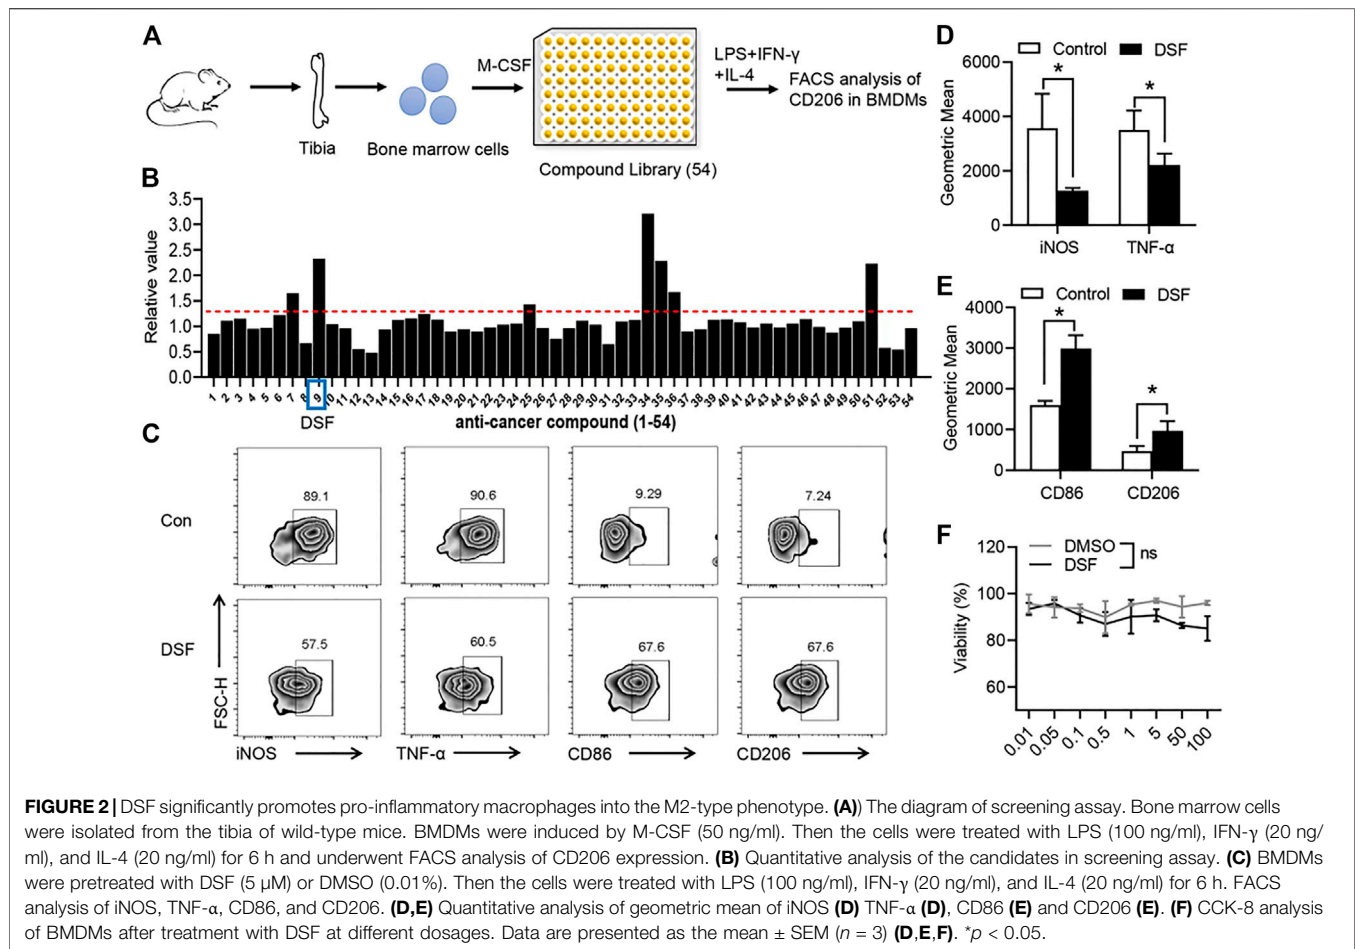 A
M-CSF
LPS+IFN-γ
+IL-4
FACS analysis of
CD206 in BMDMs
Tibia
Bone marrow cells
Compound Library (54)
B
Relative value
3.5
3.0
2.5
2.0
1.5
1.0
0.5
0.0
1 2 3 4 5 6 7 8 9 10 11 12 13 14 15 16 17 18 19 20 21 22 23 24 25 26 27 28 29 30 31 32 33 34 35 36 37 38 39 40 41 42 43 44 45 46 47 48 49 50 51 52 53 54
DSF
anti-cancer compound (1-54)
C
Con
89.1
90.6
9.29
7.24
DSF
57.5
60.5
67.6
67.6
FSC-H
iNOS
TNF-α
CD86
CD206
D
Control DSF
Geometric Mean
6000
4000
2000
0
*
*
iNOS
TNF-α
E
Control DSF
Geometric Mean
4000
3000
2000
1000
0
*
*
CD86
CD206
F
DMSO
DSF
ns
Viability (%)
120
100
80
60
0.01 0.05 0.1 0.5 1 5 50 100
FIGURE 2 | DSF significantly promotes pro-inflammatory macrophages into the M2-type phenotype. (A)) The diagram of screening assay. Bone marrow cells
were isolated from the tibia of wild-type mice. BMDMs were induced by M-CSF (50 ng/ml). Then the cells were treated with LPS (100 ng/ml), IFN-γ (20 ng/
ml), and IL-4 (20 ng/ml) for 6 h and underwent FACS analysis of CD206 expression. (B) Quantitative analysis of the candidates in screening assay. (C) BMDMs
were pretreated with DSF (5 μM) or DMSO (0.01%). Then the cells were treated with LPS (100 ng/ml), IFN-γ (20 ng/ml), and IL-4 (20 ng/ml) for 6 h. FACS
analysis of iNOS, TNF-α, CD86, and CD206. (D,E) Quantitative analysis of geometric mean of iNOS (D) TNF-α (D), CD86 (E) and CD206 (E). (F) CCK-8 analysis
of BMDMs after treatment with DSF at different dosages. Data are presented as the mean ± SEM (n = 3) (D,E,F). *p < 0.05.